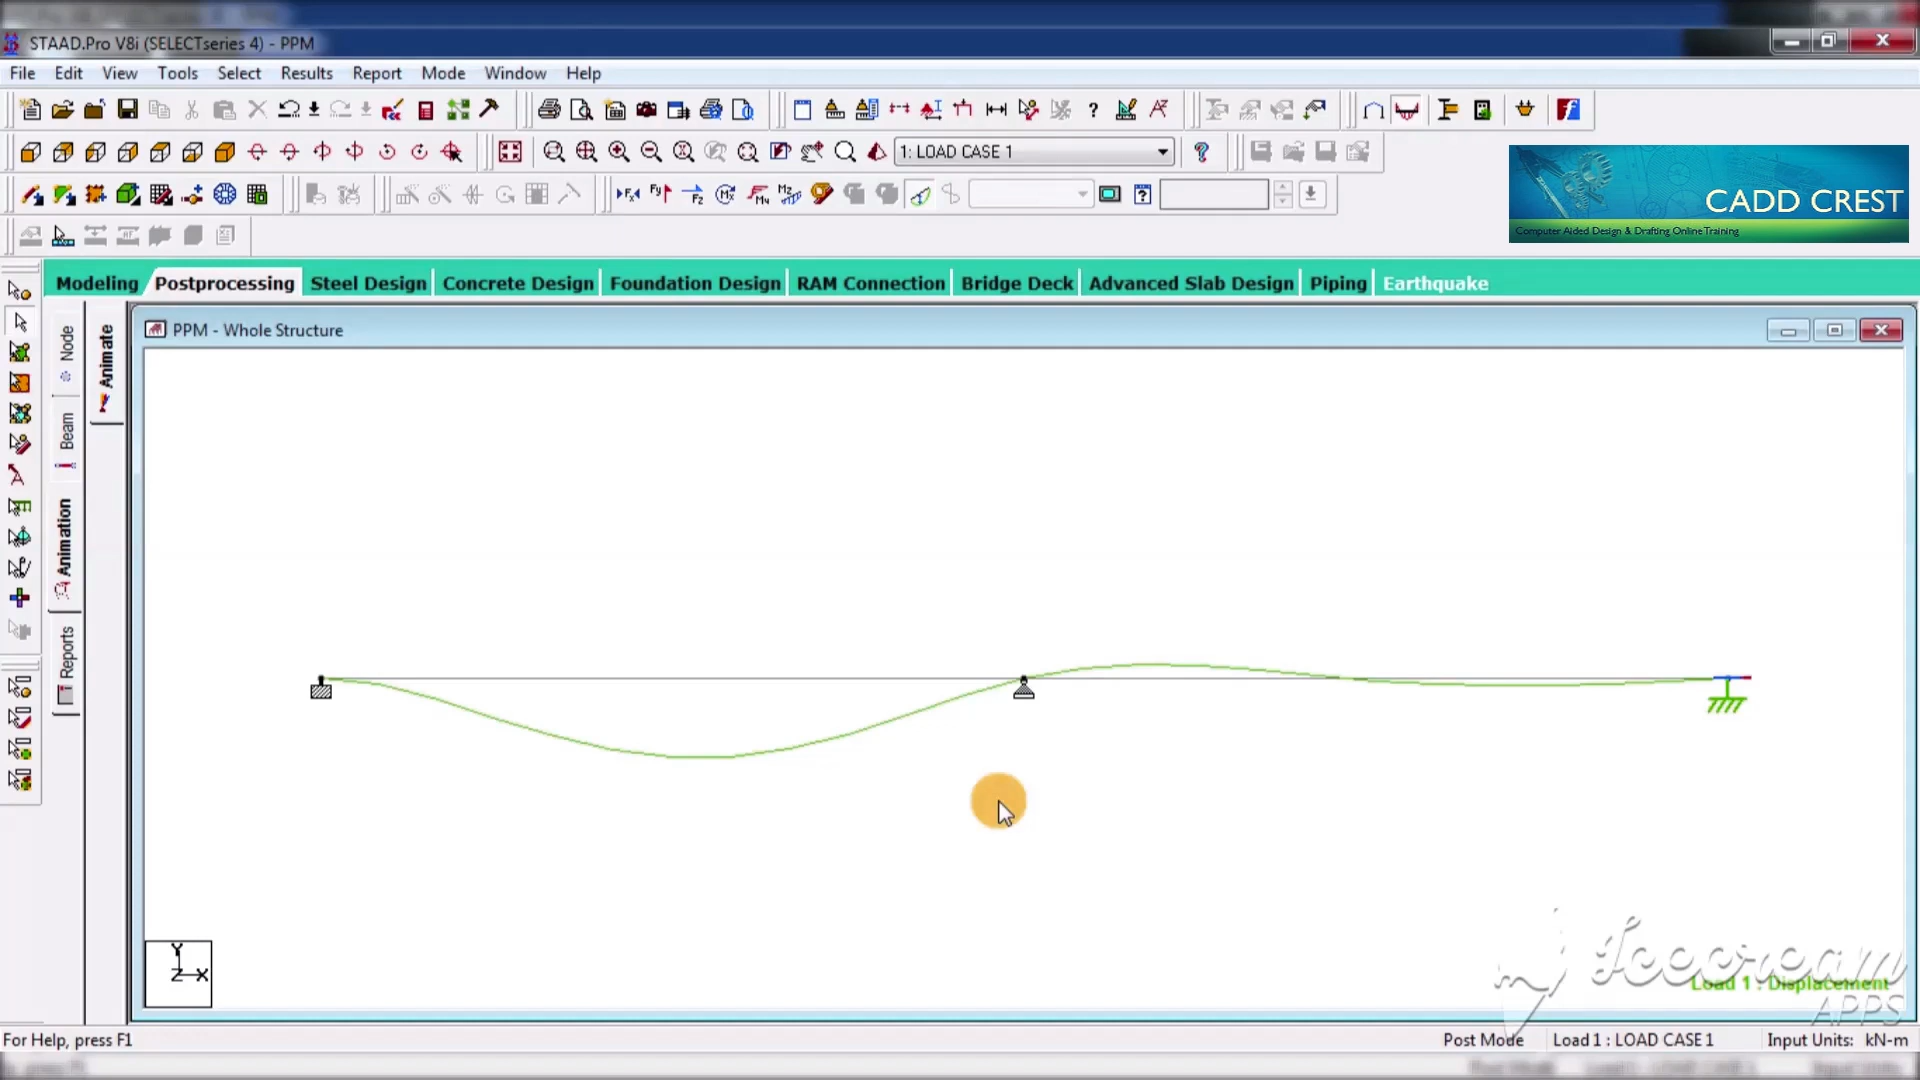 STAAD.Pro V8i (SELECTseries 4) - PPM
File Edit View Tools Select Results Report Mode Window Help
1: LOAD CASE 1
CADD CREST
Computer Aided Design & Drafting Online Training
Modeling Postprocessing Steel Design Concrete Design Foundation Design RAM Connection Bridge Deck Advanced Slab Design Piping Earthquake
Node
Beam
Animation
Reports
Animate
PPM - Whole Structure
Y
Z X
Icecream
APPS
Load 1 : Displacement
For Help, press F1
Post Mode Load 1 : LOAD CASE 1 Input Units: kN-m